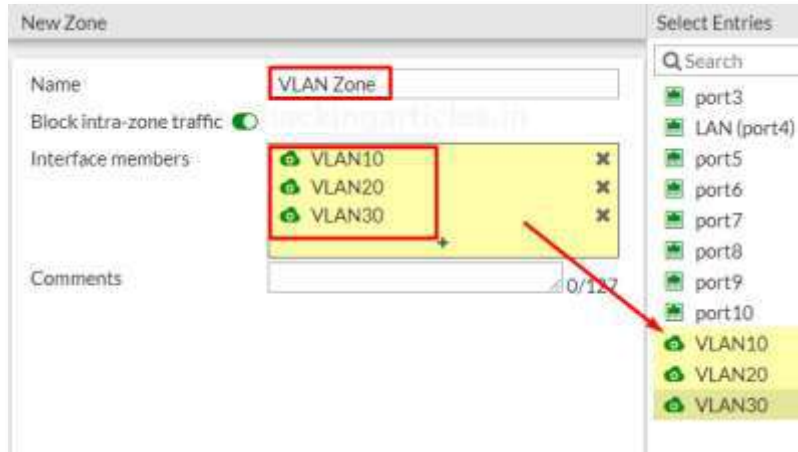 New Zone
Name
VLAN Zone
Block intra-zone traffic
Interface members
VLAN10
VLAN20
VLAN30
+
Comments
0/127
Select Entries
Search
port3
LAN (port4)
port5
port6
port7
port8
port9
port10
VLAN10
VLAN20
VLAN30